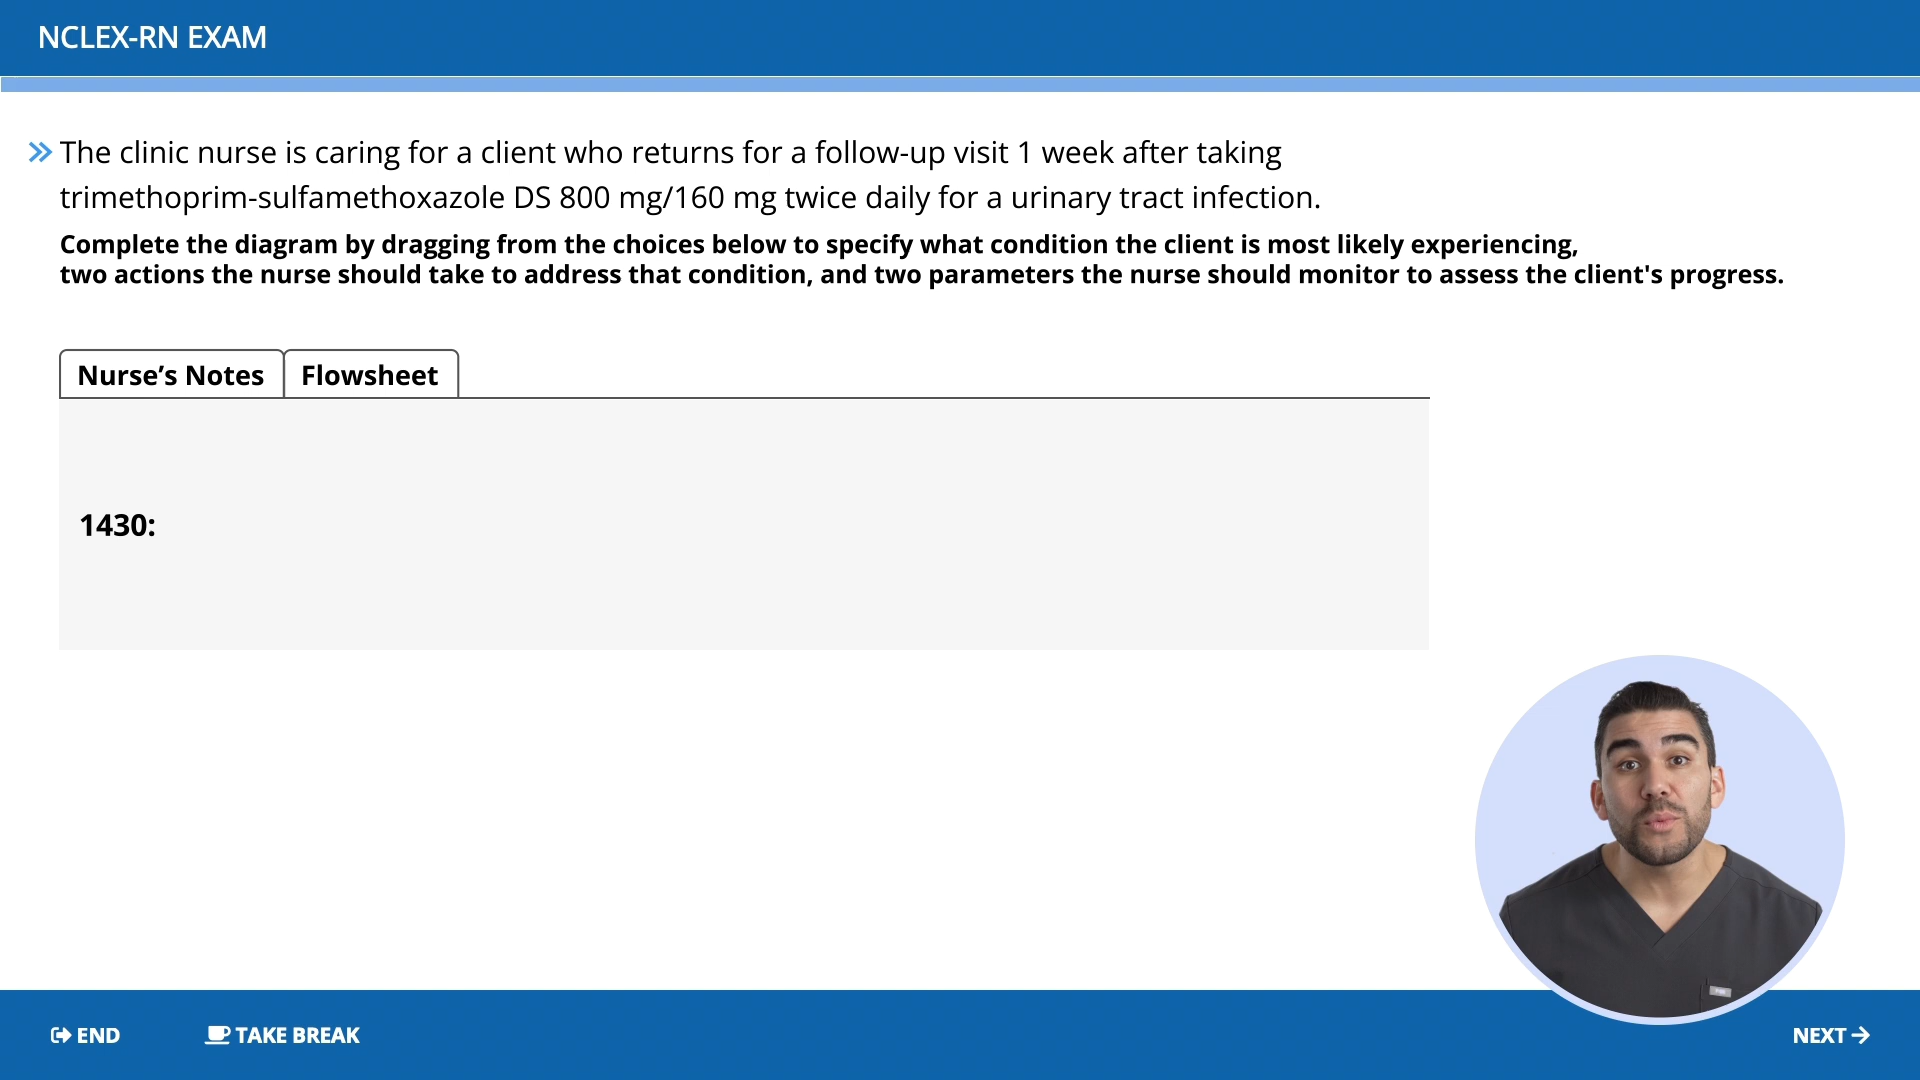 NCLEX-RN EXAM
The clinic nurse is caring for a client who returns for a follow-up visit 1 week after taking
trimethoprim-sulfamethoxazole DS 800 mg/160 mg twice daily for a urinary tract infection.
Complete the diagram by dragging from the choices below to specify what condition the client is most likely experiencing,
two actions the nurse should take to address that condition, and two parameters the nurse should monitor to assess the client's progress.
Nurse’s Notes Flowsheet
1430:
END TAKE BREAK NEXT